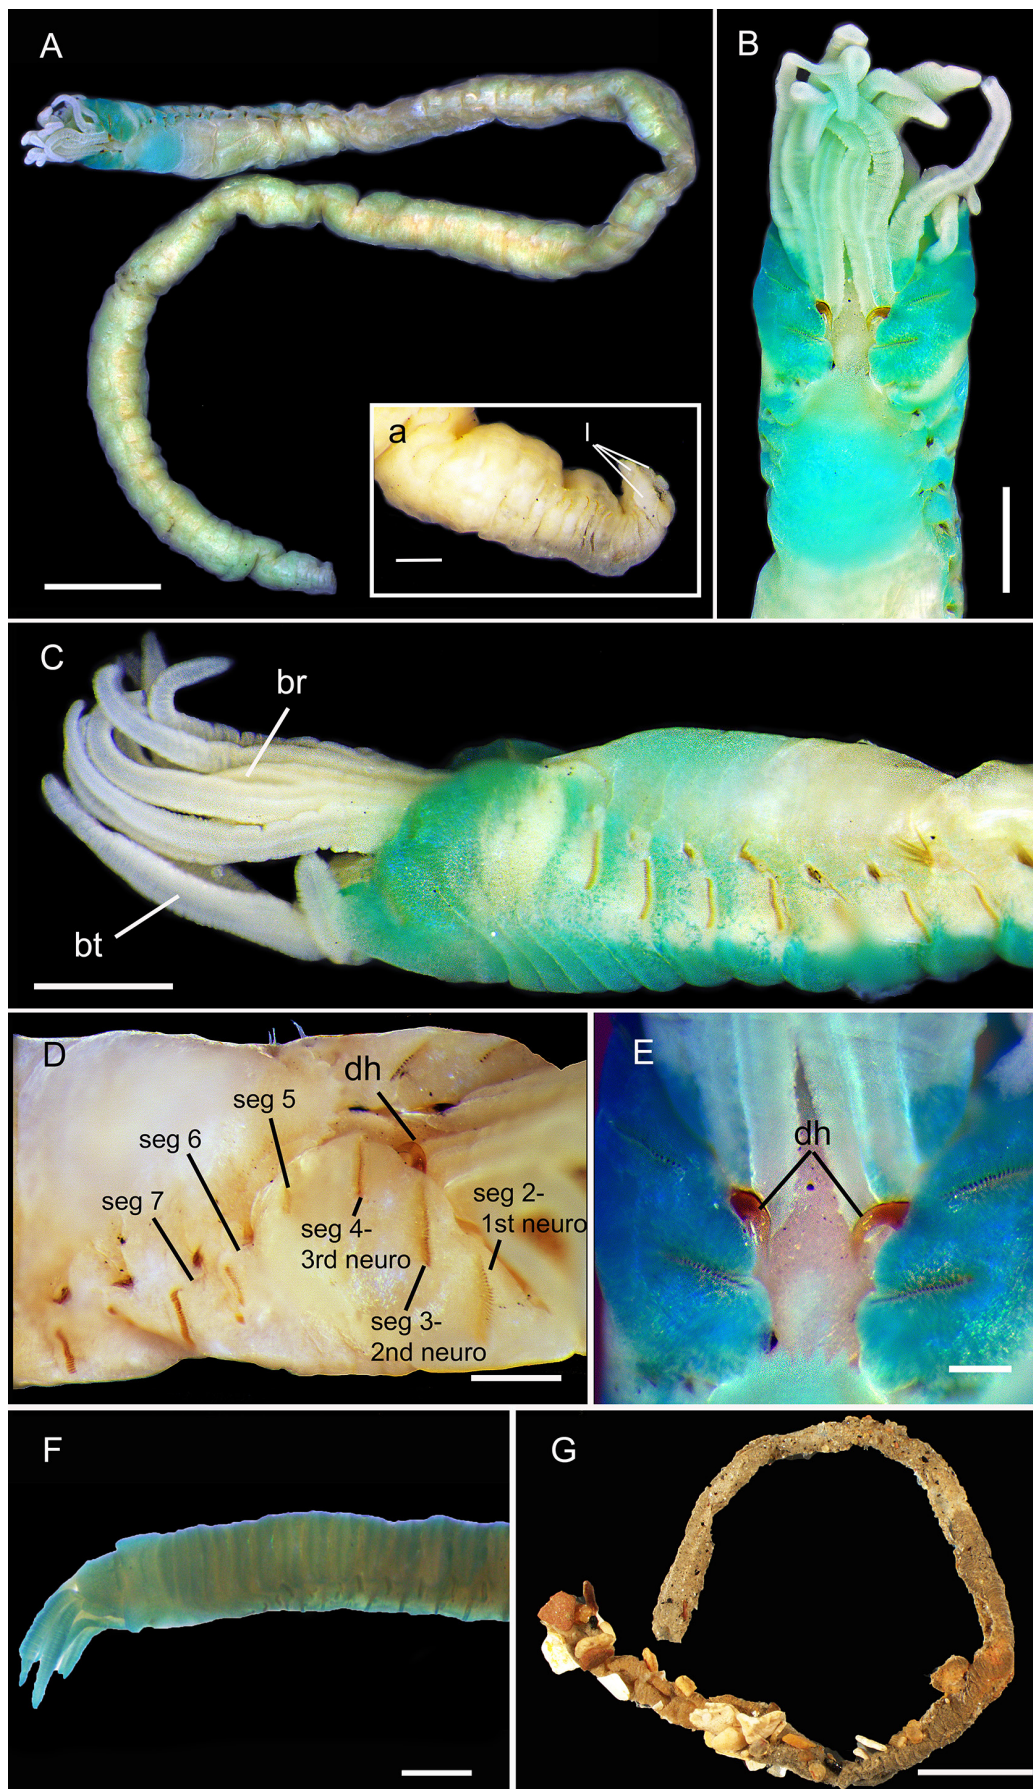 A
B
a
l
C
br
bt
D
dh
seg 5
seg 6
seg 7
seg 4-
3rd neuro
seg 2-
1st neuro
seg 3-
2nd neuro
E
dh
F
G